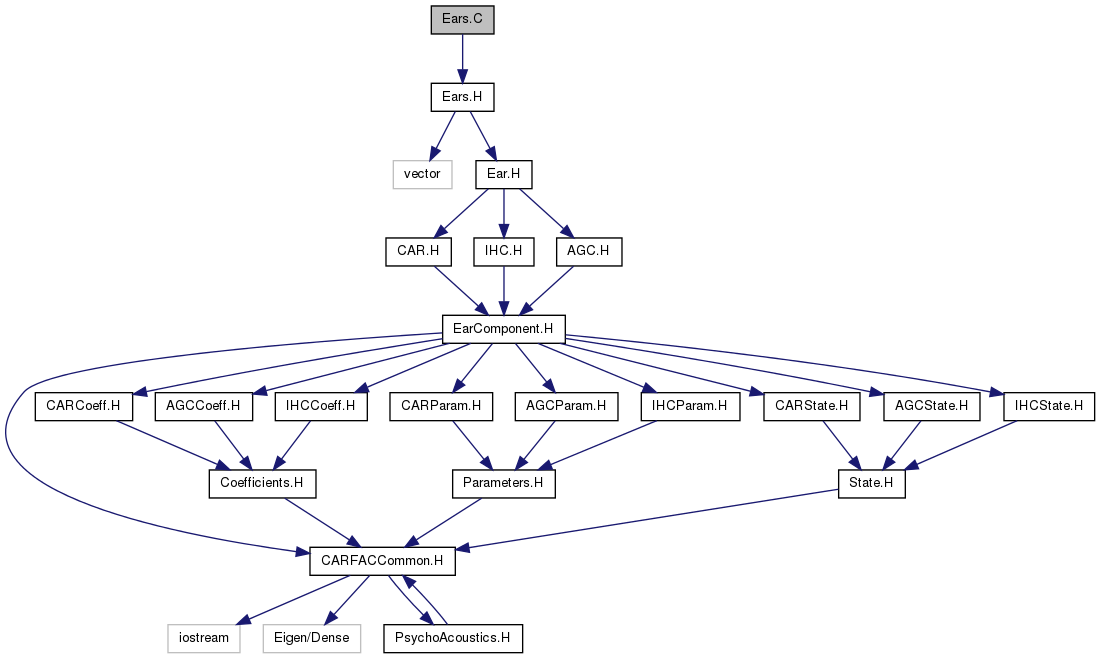 Ears.C
Ears.H
vector
Ear.H
CAR.H
IHC.H
AGC.H
EarComponent.H
CARCoeff.H
AGCCoeff.H
IHCCoeff.H
CARParam.H
AGCParam.H
IHCParam.H
CARState.H
AGCState.H
IHCState.H
Coefficients.H
Parameters.H
State.H
CARFACCommon.H
iostream
Eigen/Dense
PsychoAcoustics.H